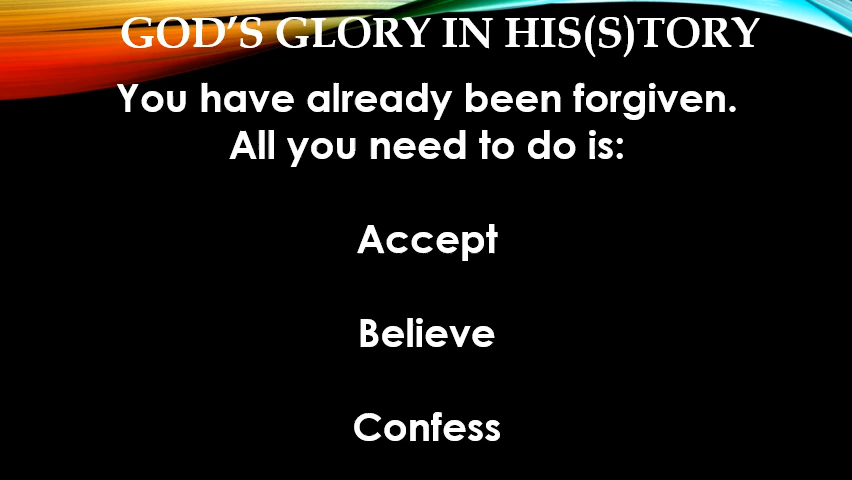 GOD’S GLORY IN HIS(S)TORY
You have already been forgiven.
All you need to do is:
Accept
Believe
Confess